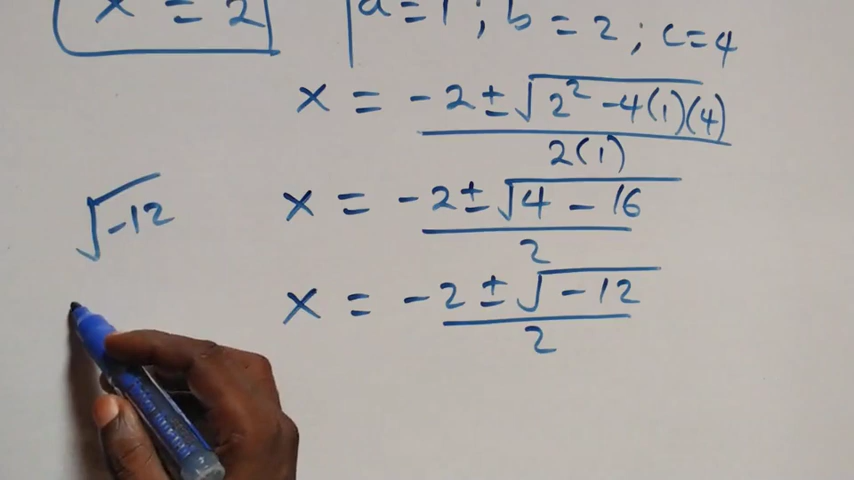 x = 2
a=1 ; b = 2 ; c=4
x = -2 ± √(2² -4(1)(4)) / 2(1)
√-12
x = -2 ± √(4 - 16) / 2
x = -2 ± √(-12) / 2